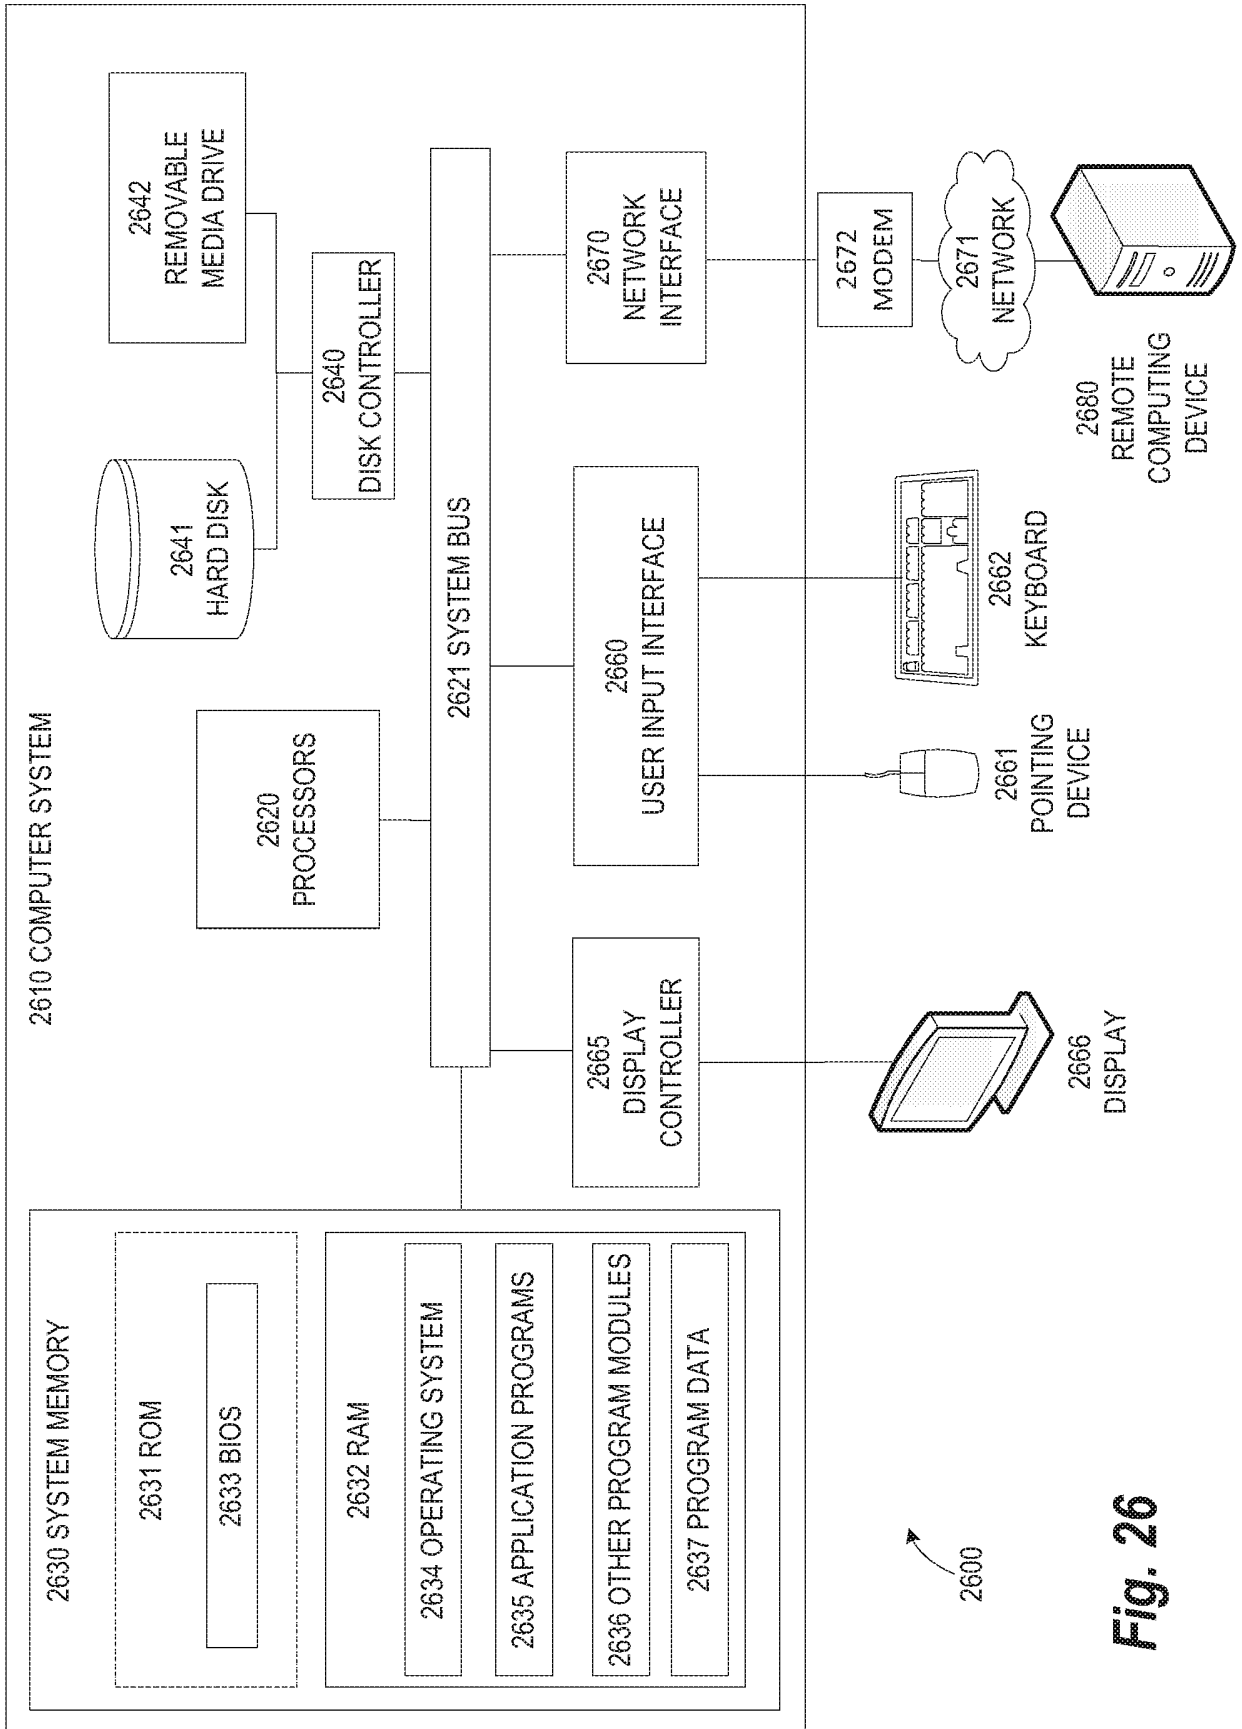 2610 COMPUTER SYSTEM
2630 SYSTEM MEMORY
2631 ROM
2633 BIOS
2632 RAM
2634 OPERATING SYSTEM
2635 APPLICATION PROGRAMS
2636 OTHER PROGRAM MODULES
2637 PROGRAM DATA
2620
PROCESSORS
2641
HARD DISK
2642
REMOVABLE
MEDIA DRIVE
2640
DISK CONTROLLER
2621 SYSTEM BUS
2665
DISPLAY
CONTROLLER
2660
USER INPUT INTERFACE
2670
NETWORK
INTERFACE
2672
MODEM
2671
NETWORK
2666
DISPLAY
2661
POINTING
DEVICE
2662
KEYBOARD
2680
REMOTE
COMPUTING
DEVICE
2600
Fig. 26